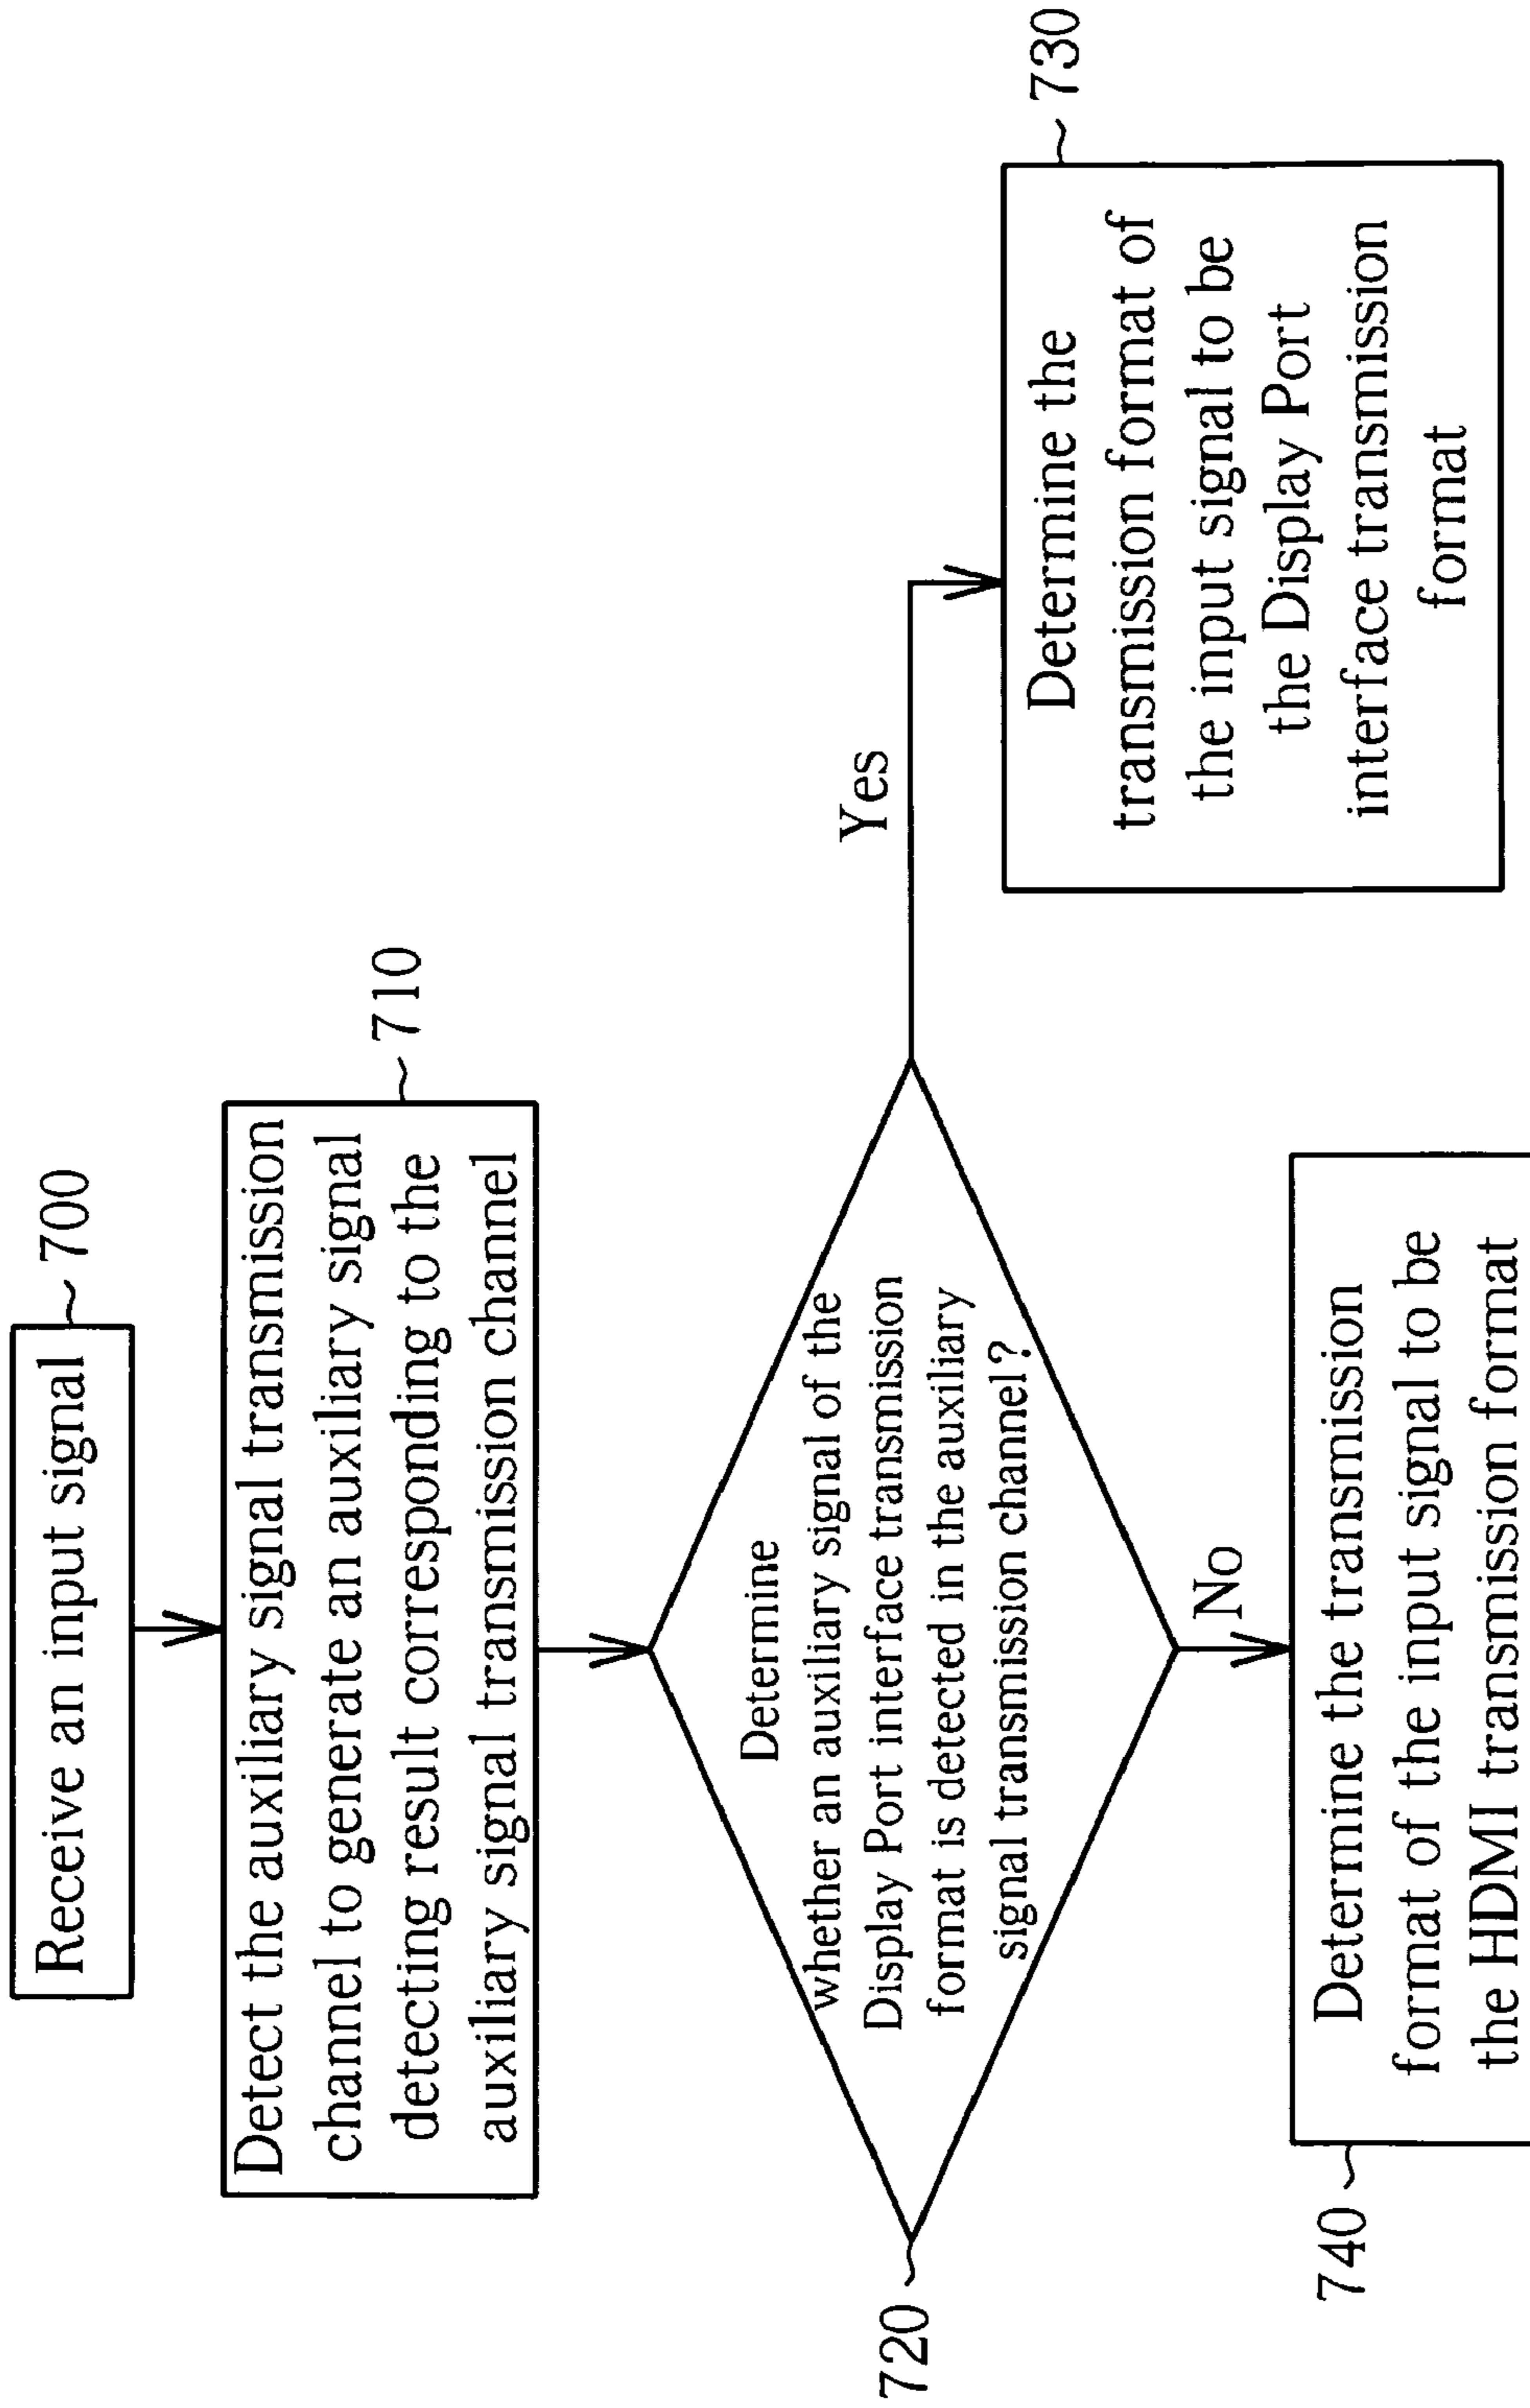 Receive an input signal
700
Detect the auxiliary signal transmission
channel to generate an auxiliary signal
detecting result corresponding to the
auxiliary signal transmission channel
710
Determine
whether an auxiliary signal of the
Display Port interface transmission
format is detected in the auxiliary
signal transmission channel?
720
Yes
Determine the
transmission format of
the input signal to be
the Display Port
interface transmission
format
730
No
Determine the transmission
format of the input signal to be
the HDMI transmission format
740